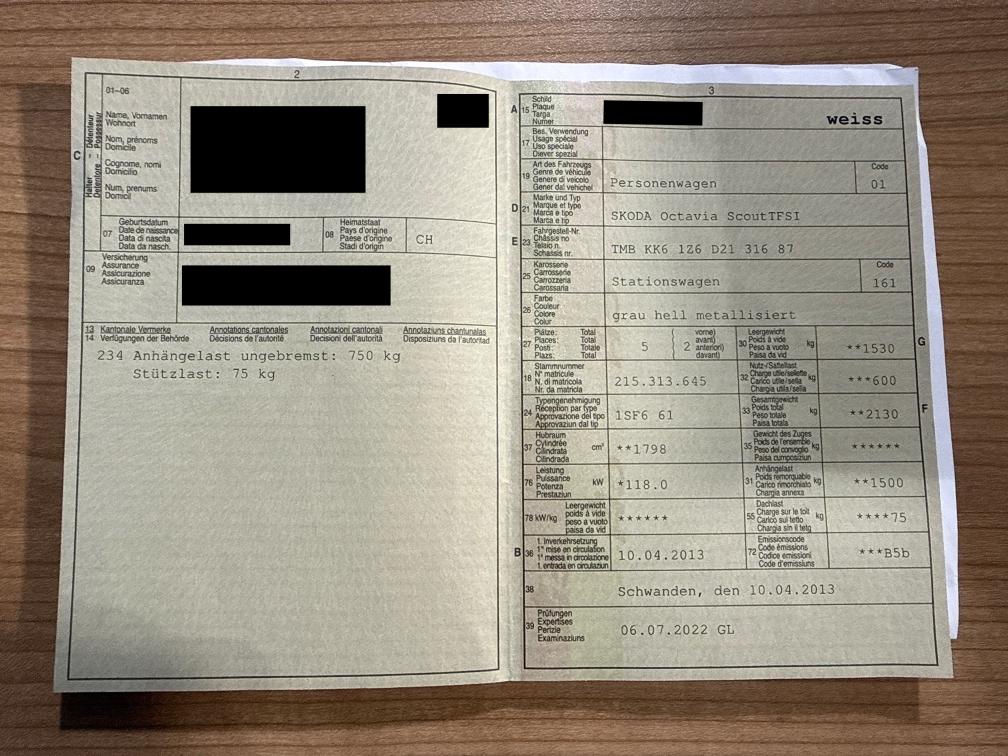 2
01–06
C
Halter Détenteur
Detentore Possessur
Name, Vornamen
Wohnort
Nom, prénoms
Domicile
Cognome, nomi
Domicilio
Num, prenums
Domicil
07
Geburtsdatum
Date de naissance
Data di nascita
Data da nasch.
08
Heimatstaat
Pays d'origine
Paese d'origine
Stadi d'origin
CH
09
Versicherung
Assurance
Assicurazione
Assicuranza
13 Kantonale Vermerke Annotations cantonales Annotazioni cantonali Annotaziuns chantunalas
14 Verfügungen der Behörde Décisions de l'autorité Decisioni dell'autorità Disposiziuns da l'autoritad
234 Anhängelast ungebremst: 750 kg
Stützlast: 75 kg
3
A 15
Schild
Plaque
Targa
Numer
weiss
17
Bes. Verwendung
Usage spécial
Uso speciale
Diever spezial
19
Art des Fahrzeugs
Genre de véhicule
Genere di veicolo
Gener dal vehichel
Personenwagen
Code
01
D 21
Marke und Typ
Marque et type
Marca e tipo
Marca e tip
SKODA Octavia ScoutTFSI
E 23
Fahrgestell-Nr.
Châssis no
Telaio n.
Schassis nr.
TMB KK6 1Z6 D21 316 87
25
Karosserie
Carrosserie
Carrozzeria
Carossaria
Stationswagen
Code
161
26
Farbe
Couleur
Colore
Colur
grau hell metallisiert
27
Plätze: Total
Places: Total
Posti: Totale
Plazs: Total
5
( vorne)
2 avant)
( anteriori)
davant)
30
Leergewicht
Poids à vide
Peso a vuoto
Paisa da vid
kg
**1530
G
18
Stammnummer
N° matricule
N. di matricola
Nr. da matricla
215.313.645
32
Nutz-/Sattellast
Charge utile/sellette
Carico utile/sella
Chargia utila/sella
kg
***600
24
Typengenehmigung
Réception par type
Approvazione del tipo
Approvaziun dal tip
1SF6 61
33
Gesamtgewicht
Poids total
Peso totale
Paisa totala
kg
**2130
F
37
Hubraum
Cylindrée
Cilindrata
Cilindrada
cm³
**1798
35
Gewicht des Zuges
Poids de l'ensemble
Peso del convoglio
Paisa cumposiziun
kg
******
76
Leistung
Puissance
Potenza
Prestaziun
kW
*118.0
31
Anhängelast
Poids remorquable
Carico rimorchiato
Chargia annexa
kg
**1500
78 kW/kg
Leergewicht
poids à vide
peso a vuoto
paisa da vid
******
55
Dachlast
Charge sur le toit
Carico sul tetto
Chargia sin il tetg
kg
****75
B 36
1. Inverkehrsetzung
1re mise en circulation
1a messa in circolazione
1. entrada en circulaziun
10.04.2013
72
Emissionscode
Code émissions
Codice emissioni
Code d'emissiuns
***B5b
38
Schwanden, den 10.04.2013
39
Prüfungen
Expertises
Perizie
Examinaziuns
06.07.2022 GL